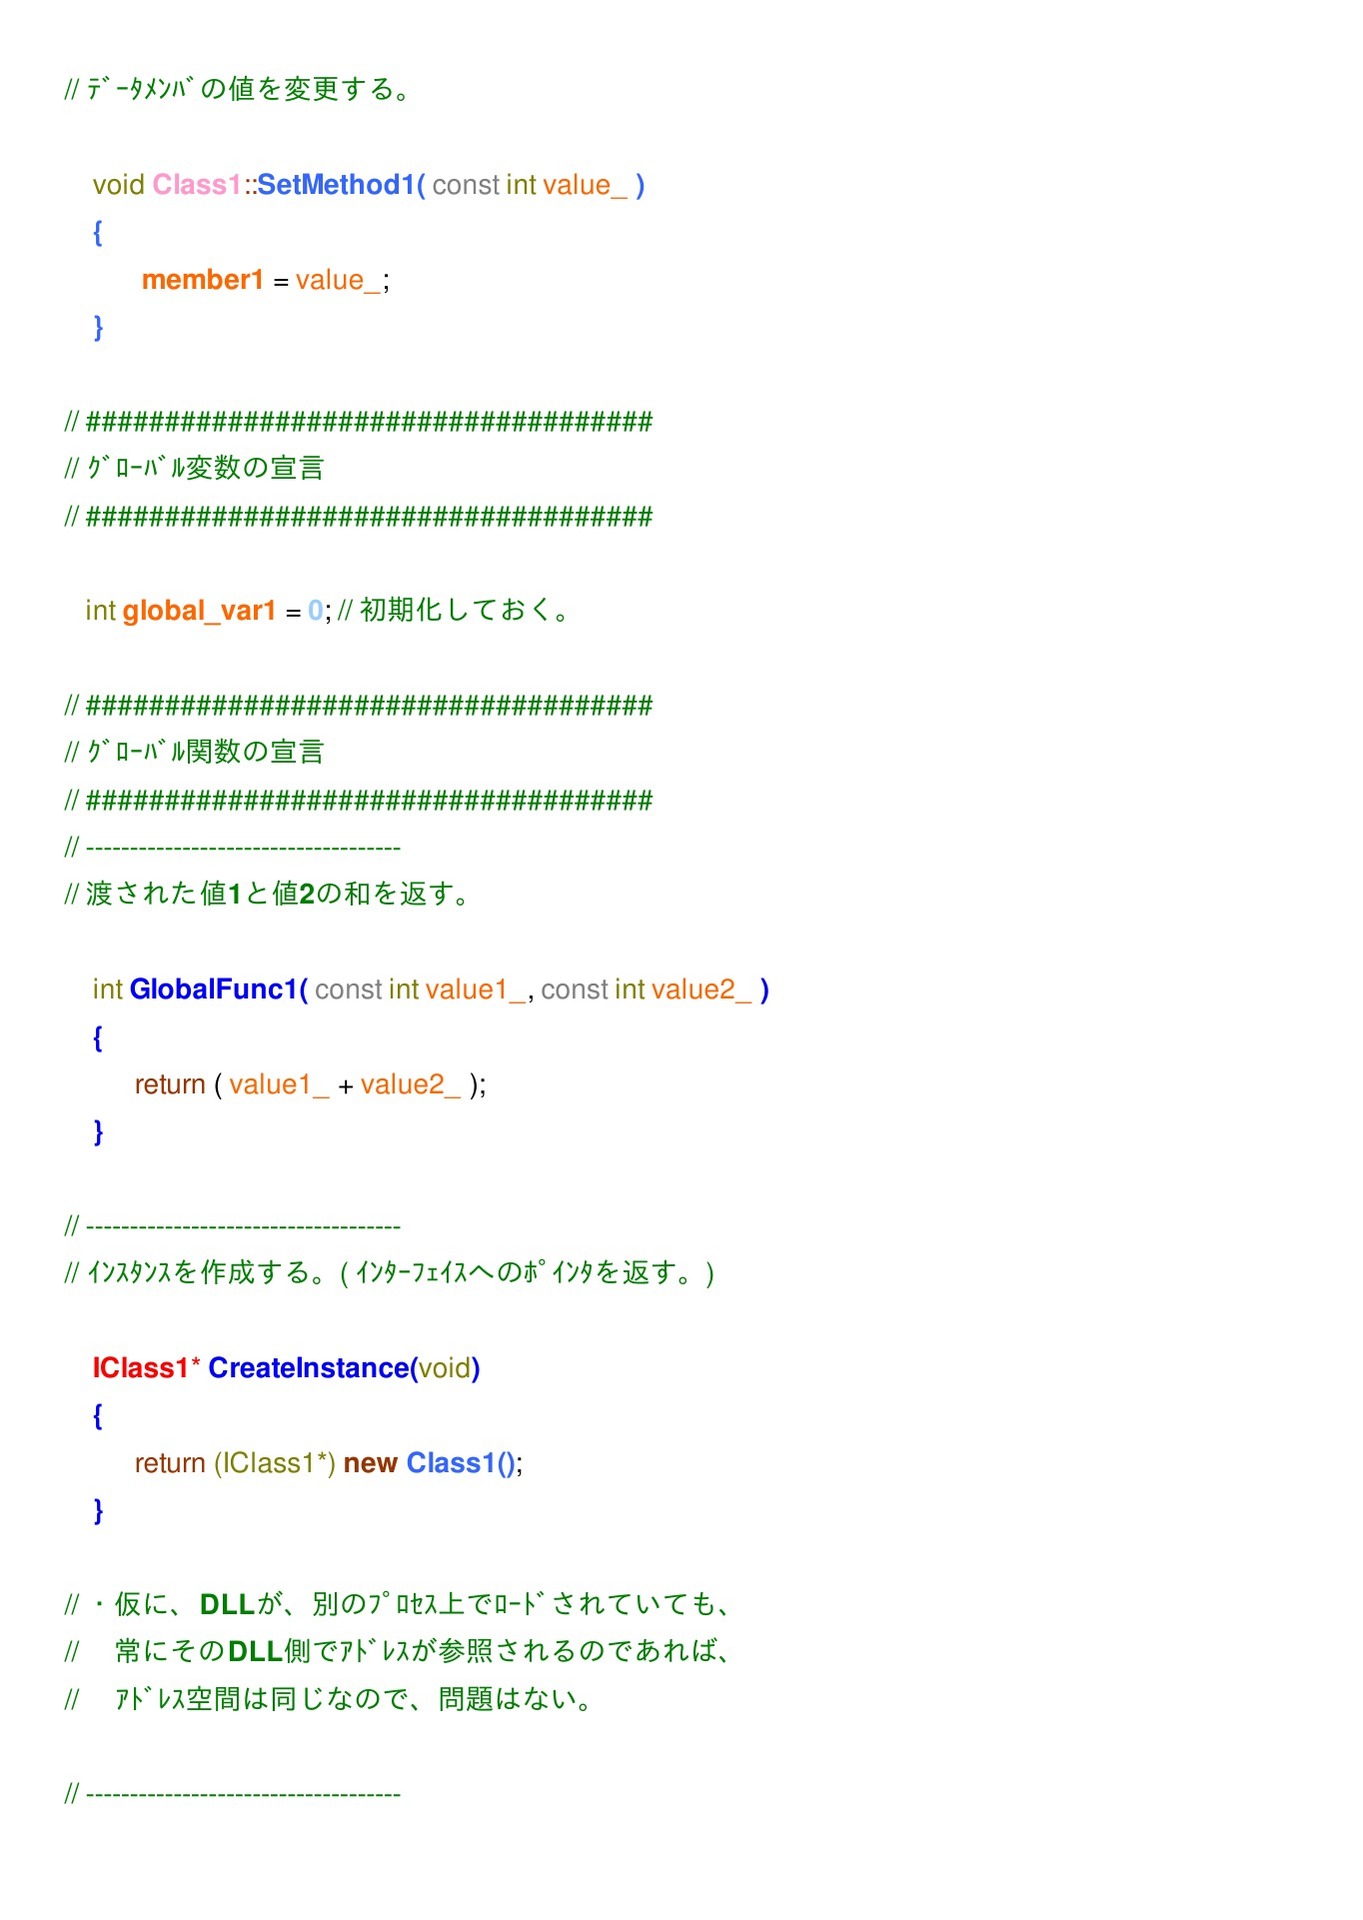 // ﾃﾞｰﾀﾒﾝﾊﾞの値を変更する。
void Class1::SetMethod1( const int value_ )
{
member1 = value_;
}
// ####################################
// ｸﾞﾛｰﾊﾞﾙ変数の宣言
// ####################################
int global_var1 = 0; // 初期化しておく。
// ####################################
// ｸﾞﾛｰﾊﾞﾙ関数の宣言
// ####################################
// ------------------------------------
// 渡された値1と値2の和を返す。
int GlobalFunc1( const int value1_, const int value2_ )
{
return ( value1_ + value2_ );
}
// ------------------------------------
// ｲﾝｽﾀﾝｽを作成する。( ｲﾝﾀｰﾌｪｲｽへのﾎﾟｲﾝﾀを返す。)
IClass1* CreateInstance(void)
{
return (IClass1*) new Class1();
}
// ・仮に、DLLが、別のﾌﾟﾛｾｽ上でﾛｰﾄﾞされていても、
// 常にそのDLL側でｱﾄﾞﾚｽが参照されるのであれば、
// ｱﾄﾞﾚｽ空間は同じなので、問題はない。
// ------------------------------------